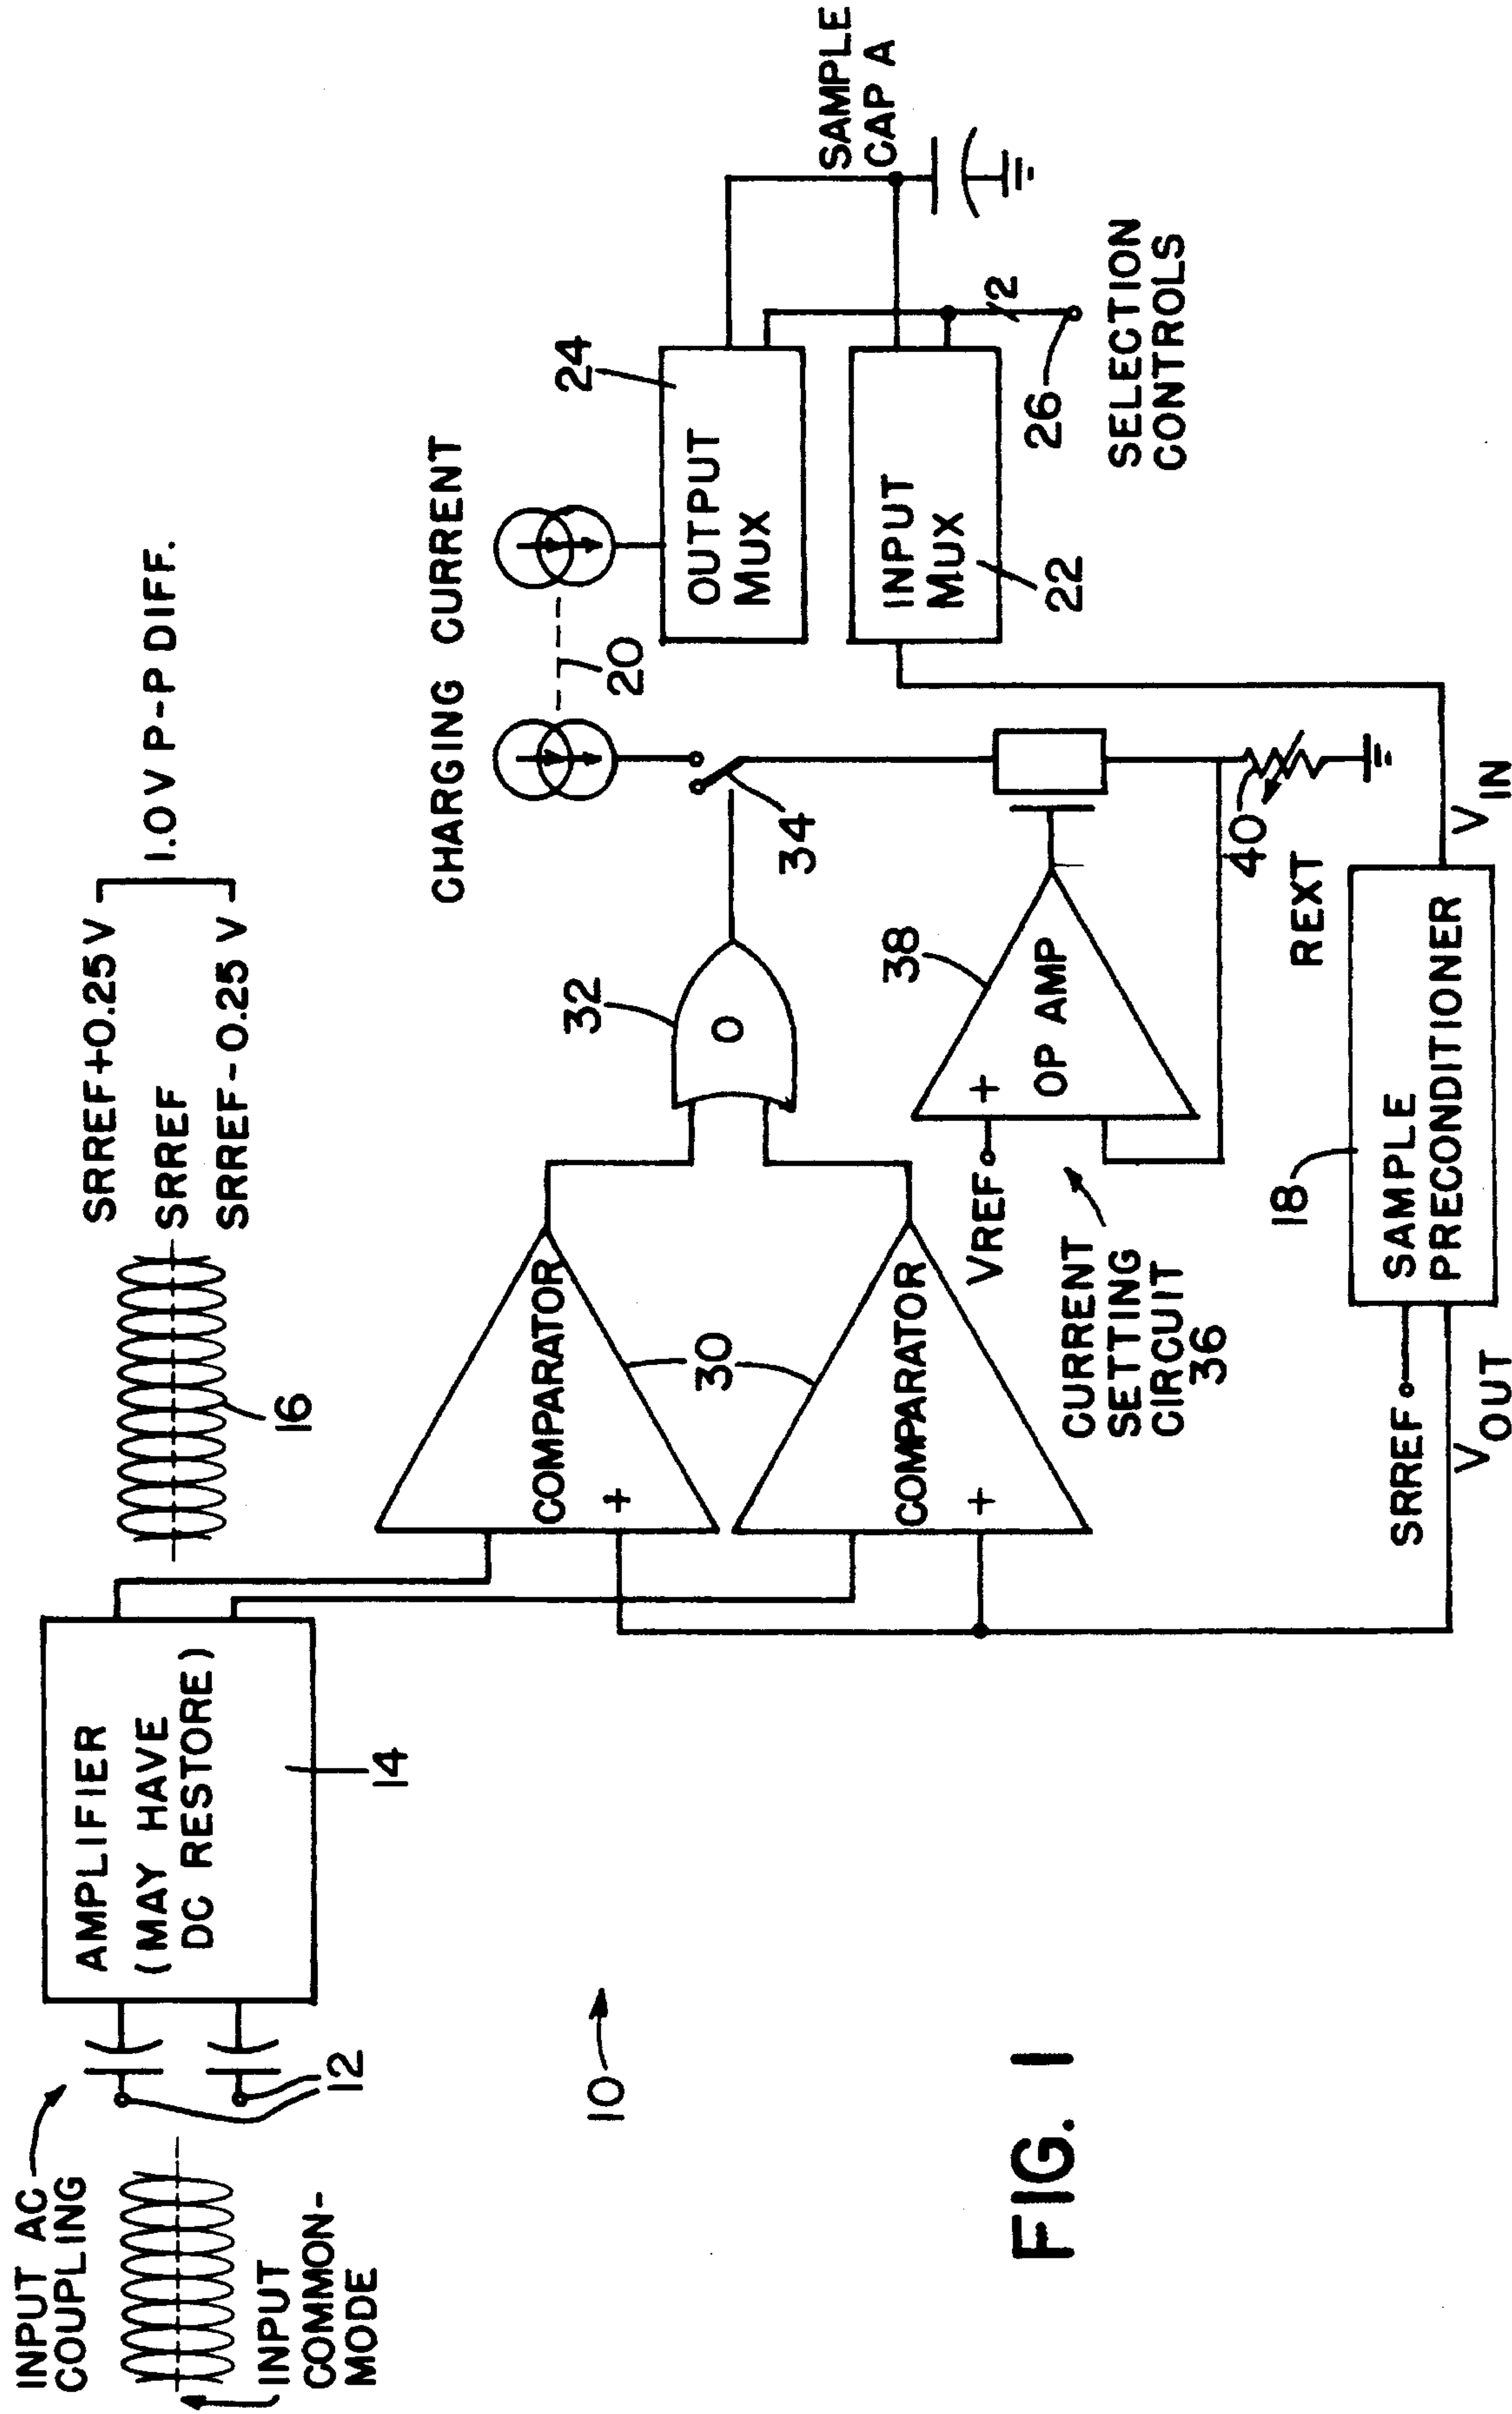 INPUT AC
COUPLING
INPUT
COMMON-
MODE
12
AMPLIFIER
(MAY HAVE
DC RESTORE)
14
16
SRREF+0.25V
SRREF
SRREF-0.25V
1.0V P-P DIFF.
10
COMPARATOR
+
30
COMPARATOR
+
32
O
34
CHARGING CURRENT
20
24
OUTPUT
MUX
INPUT
MUX
22
SAMPLE
CAP A
2
26
SELECTION
CONTROLS
VREF
+
OP AMP
38
CURRENT
SETTING
CIRCUIT
36
40
REXT
18
SAMPLE
PRECONDITIONER
SRREF
VOUT
VIN
FIG. 1